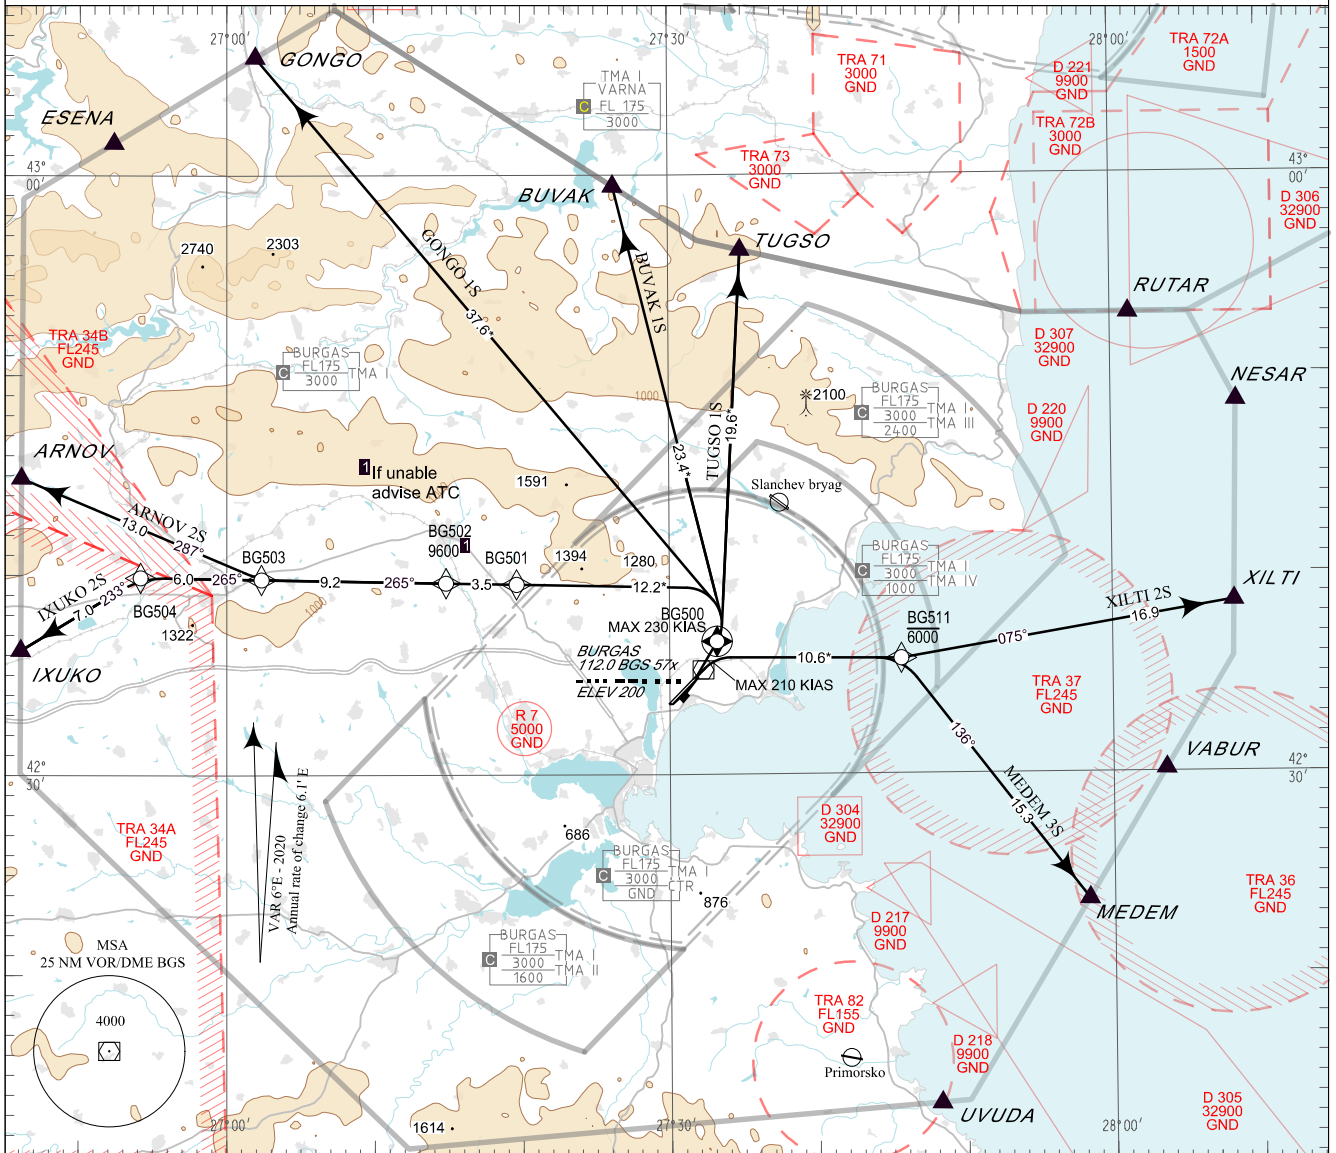 27°00'
27°30'
28°00'
GONGO
ESENA
TMA I
VARNA
C FL 175
3000
TRA 71
3000
GND
D 221
9900
GND
TRA 72A
1500
GND
TRA 72B
3000
GND
TRA 73
3000
GND
43°
00'
43°
00'
BUVAK
TUGSO
D 306
32900
GND
2740
2303
GONGO 1S
37.6*
BUVAK 1S
23.4*
TUGSO 1S
19.6*
RUTAR
NESAR
D 307
32900
GND
TRA 34B
FL245
GND
BURGAS
FL175
C 3000 TMA I
1000
2100
BURGAS
FL175
C 3000 TMA I
2400 TMA III
D 220
9900
GND
ARNOV
1 If unable
advise ATC
1591
Slanchev bryag
ARNOV 2S
13.0
287°
BG502
9600 1
BG501
BG503
1394
1280
BURGAS
FL175
C 3000 TMA I
1000 TMA IV
XILTI
XILTI 2S
16.9
075°
IXUKO 2S
7.0
233°
6.0
265°
9.2
265°
3.5
12.2*
BG504
1322
1000
BG500
MAX 230 KIAS
BG511
6000
IXUKO
BURGAS
112.0 BGS 57x
ELEV 200
10.6*
MAX 210 KIAS
TRA 37
FL245
GND
R 7
5000
GND
136°
MEDEM 3S
15.3
VABUR
42°
30'
42°
30'
VAR 6°E - 2020
Annual rate of change 6.1' E
TRA 34A
FL245
GND
D 304
32900
GND
686
BURGAS
FL175
C 3000 TMA I
GND CTR
876
TRA 36
FL245
GND
MEDEM
D 217
9900
GND
MSA
25 NM VOR/DME BGS
4000
BURGAS
FL175
C 3000 TMA I
1600 TMA II
TRA 82
FL155
GND
D 218
9900
GND
Primorsko
UVUDA
D 305
32900
GND
1614
27°00'
27°30'
28°00'